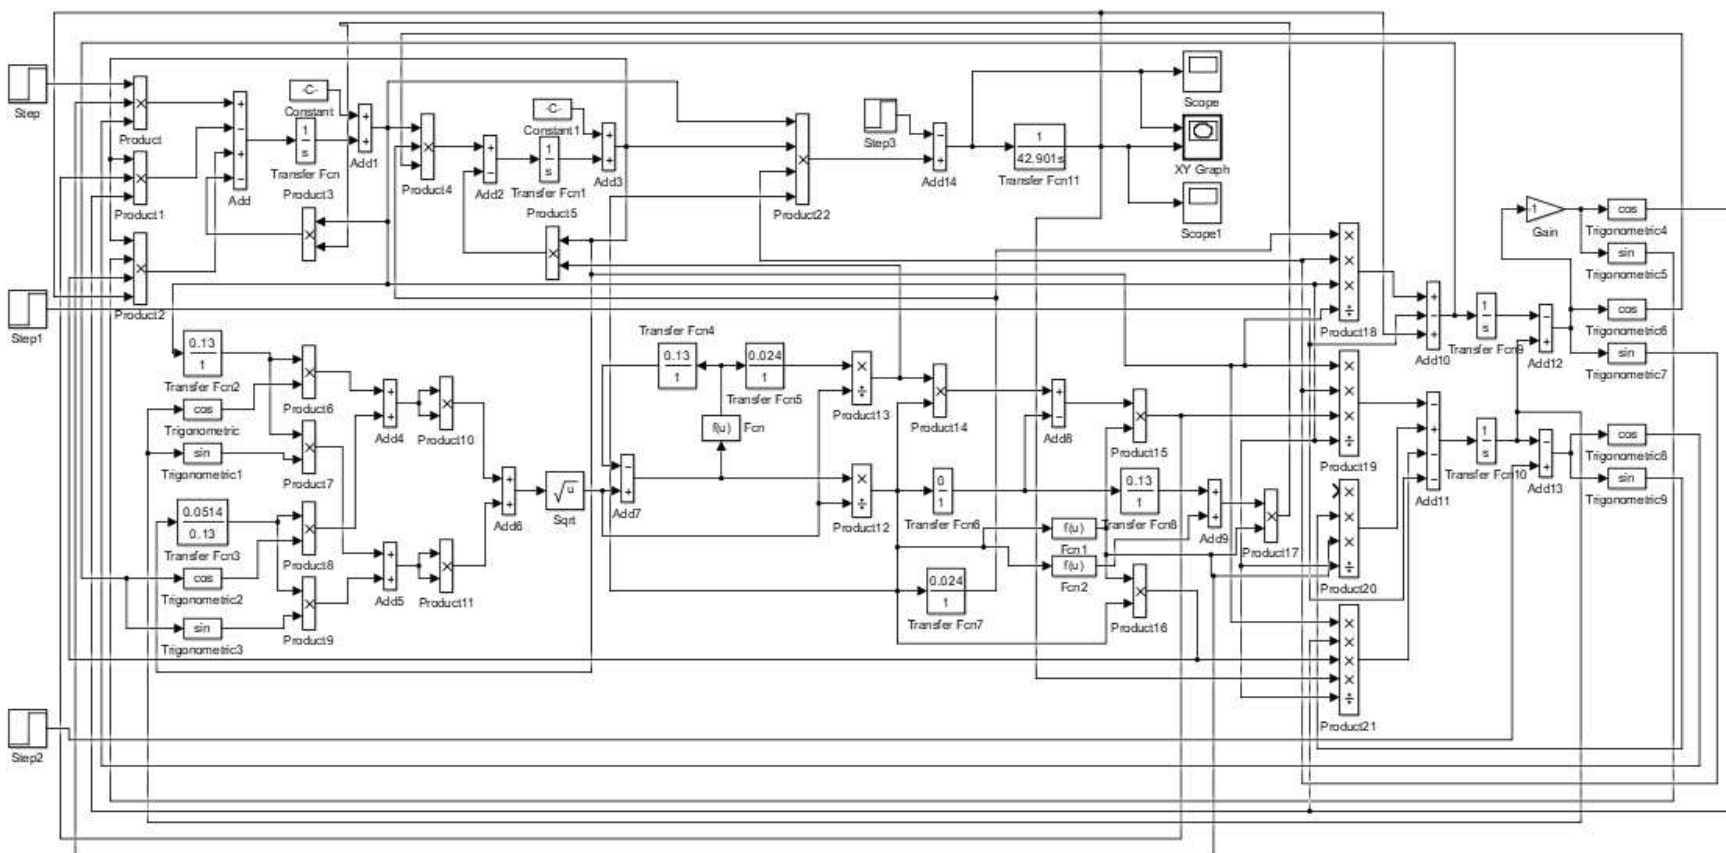 Step
Product
Product1
Product2
Add
-C-
Constant
1
s
Transfer Fcn
Add1
Product3
Product4
Add2
-C-
Constant1
1
s
Transfer Fcn1
Add3
Product5
Product22
Step3
Add14
1
42.901s
Transfer Fcn11
Scope
XY Graph
Scope1
-1
Gain
cos
Trigonometric4
sin
Trigonometric5
cos
Trigonometric6
sin
Trigonometric7
cos
Trigonometric8
sin
Trigonometric9
Step1
0.13
1
Transfer Fcn2
cos
Trigonometric
sin
Trigonometric1
0.0514
0.13
Transfer Fcn3
cos
Trigonometric2
sin
Trigonometric3
Product6
Product7
Product8
Product9
Add4
Add5
Product10
Product11
Add6
√u
Sqrt
Add7
Transfer Fcn4
0.13
1
0.024
1
Transfer Fcn5
f(u)
Fcn
Product13
Product12
Product14
0
1
Transfer Fcn6
0.024
1
Transfer Fcn7
Add8
f(u)
Fcn1
f(u)
Fcn2
Product15
0.13
1
Transfer Fcn8
Product16
Add9
Product17
Product18
Product19
Product20
Product21
Add10
Add11
1
s
Transfer Fcn9
1
s
Transfer Fcn10
Add12
Add13
Step2